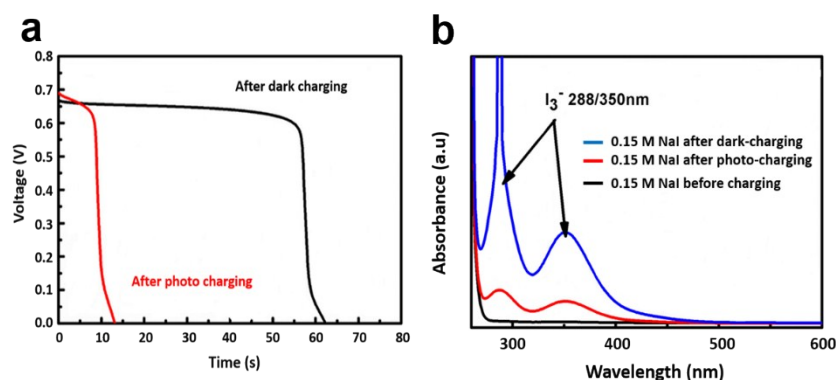 a
0.8
0.7
0.6
0.5
0.4
0.3
0.2
0.1
0.0
Voltage (V)
After dark charging
After photo charging
0 10 20 30 40 50 60 70 80
Time (s)
b
Absorbance (a.u)
I₃⁻ 288/350nm
0.15 M NaI after dark-charging
0.15 M NaI after photo-charging
0.15 M NaI before charging
300 400 500 600
Wavelength (nm)